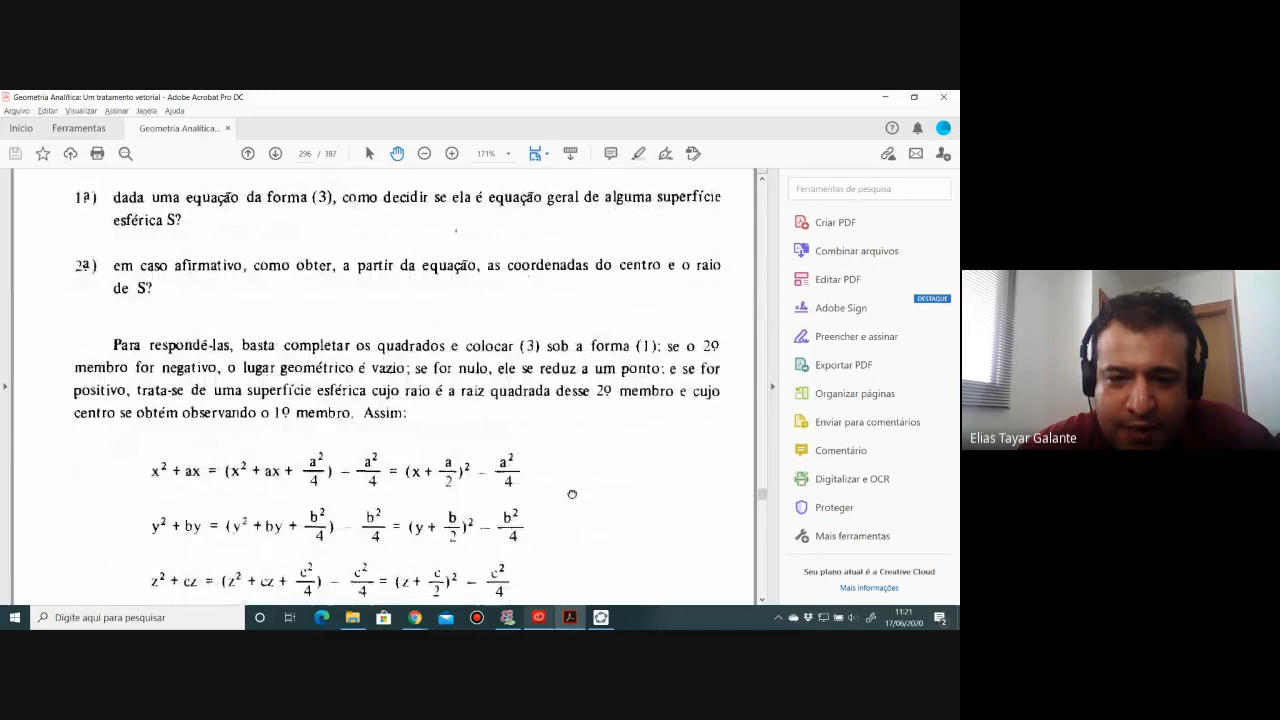 Geometria Analítica: Um tratamento vetorial - Adobe Acrobat Pro DC
Arquivo Editar Visualizar Assinar Janela Ajuda
Início Ferramentas Geometria Analítica... ×
296 / 387 171%
1ª) dada uma equação da forma (3), como decidir se ela é equação geral de alguma superfície
esférica S?
2ª) em caso afirmativo, como obter, a partir da equação, as coordenadas do centro e o raio
de S?
Para respondê-las, basta completar os quadrados e colocar (3) sob a forma (1); se o 2º
membro for negativo, o lugar geométrico é vazio; se for nulo, ele se reduz a um ponto; e se for
positivo, trata-se de uma superfície esférica cujo raio é a raiz quadrada desse 2º membro e cujo
centro se obtém observando o 1º membro. Assim:
x² + ax = (x² + ax + a²/4) − a²/4 = (x + a/2)² − a²/4
y² + by = (y² + by + b²/4) − b²/4 = (y + b/2)² − b²/4
z² + cz = (z² + cz + c²/4) − c²/4 = (z + c/2)² − c²/4
Ferramentas de pesquisa
Criar PDF
Combinar arquivos
Editar PDF
DESTAQUE
Adobe Sign
Preencher e assinar
Exportar PDF
Organizar páginas
Enviar para comentários
Comentário
Digitalizar e OCR
Proteger
Mais ferramentas
Seu plano atual é a Creative Cloud
Mais informações
Elias Tayar Galante
Digite aqui para pesquisar
11:21
17/06/2020
2